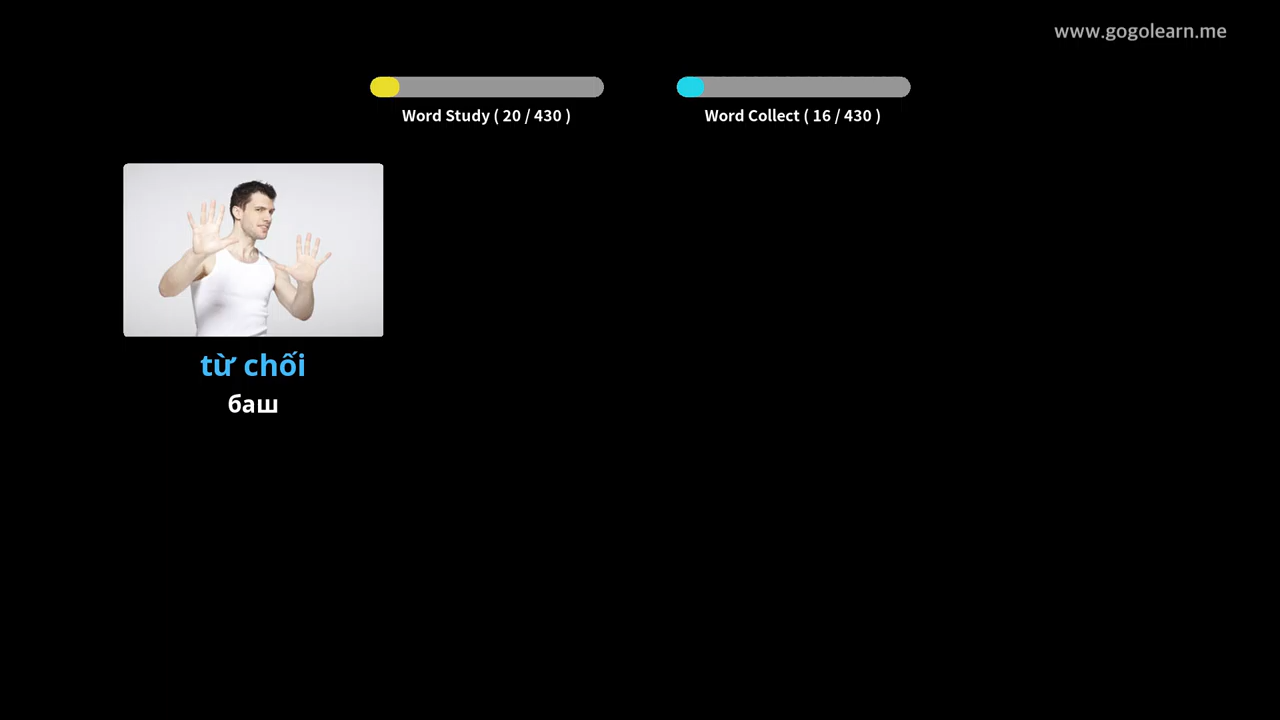 www.gogolearn.me
Word Study ( 20 / 430 )
Word Collect ( 16 / 430 )
từ chối
баш